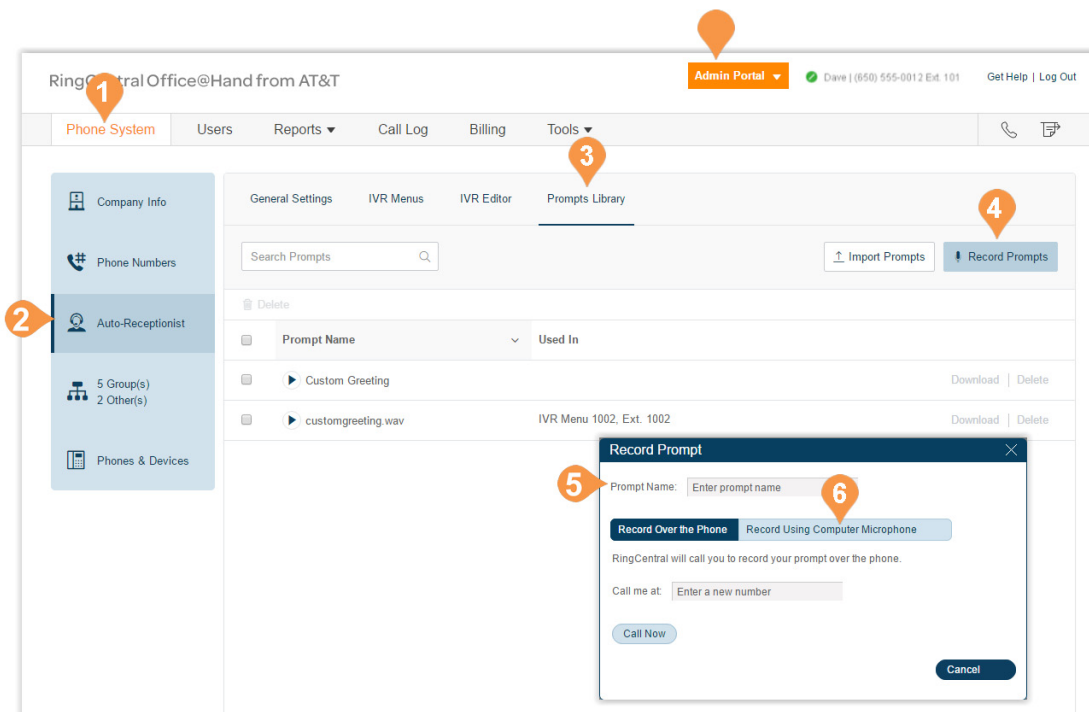 RingCentral Office@Hand from AT&T
Admin Portal
Dave | (650) 555-0012 Ext. 101
Get Help | Log Out
1
Phone System
Users
Reports
Call Log
Billing
Tools
3
Company Info
Phone Numbers
2
Auto-Receptionist
5 Group(s)
2 Other(s)
Phones & Devices
General Settings
IVR Menus
IVR Editor
Prompts Library
4
Search Prompts
Import Prompts
Record Prompts
Delete
Prompt Name
Used In
Custom Greeting
Download | Delete
customgreeting.wav
IVR Menu 1002, Ext. 1002
Download | Delete
Record Prompt
5
Prompt Name:
Enter prompt name
6
Record Over the Phone
Record Using Computer Microphone
RingCentral will call you to record your prompt over the phone.
Call me at:
Enter a new number
Call Now
Cancel